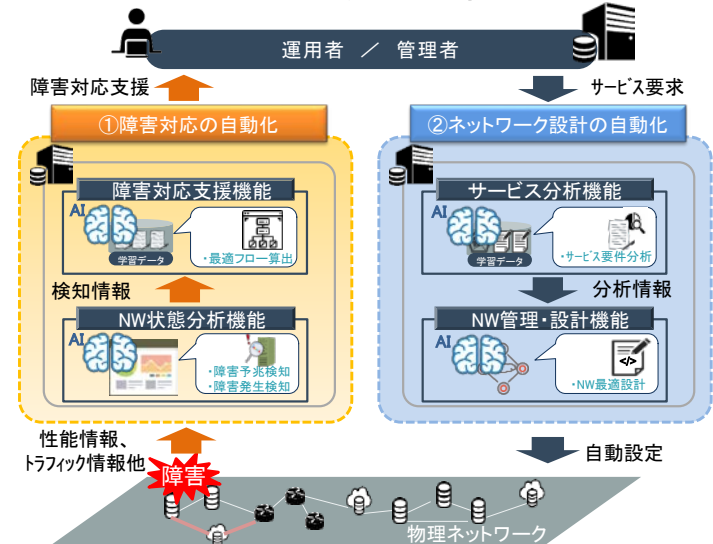 運用者 ／ 管理者
障害対応支援
サービス要求
①障害対応の自動化
②ネットワーク設計の自動化
障害対応支援機能
AI
学習データ
・最適フロー算出
サービス分析機能
AI
学習データ
・サービス要件分析
検知情報
分析情報
NW状態分析機能
AI
・障害予兆検知
・障害発生検知
NW管理・設計機能
AI
</>
・NW最適設計
性能情報、
トラフィック情報他
自動設定
障害
物理ネットワーク